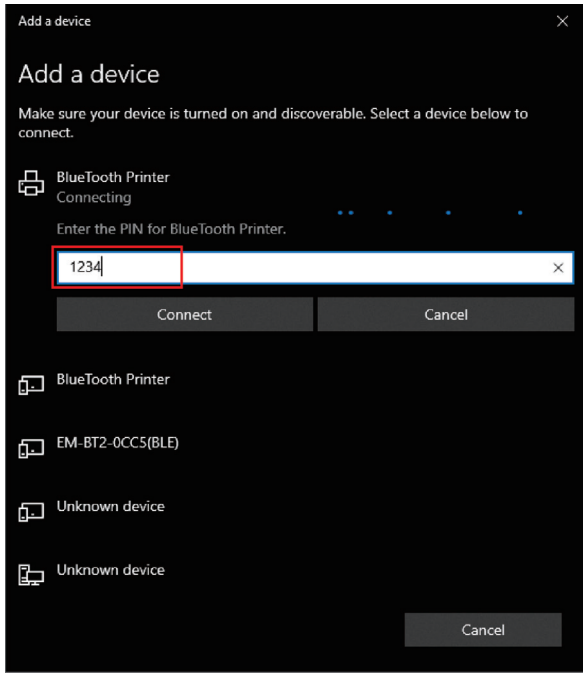 Add a device
Add a device
Make sure your device is turned on and discoverable. Select a device below to
connect.
BlueTooth Printer
Connecting
Enter the PIN for BlueTooth Printer.
1234
Connect
Cancel
BlueTooth Printer
EM-BT2-0CC5(BLE)
Unknown device
Unknown device
Cancel